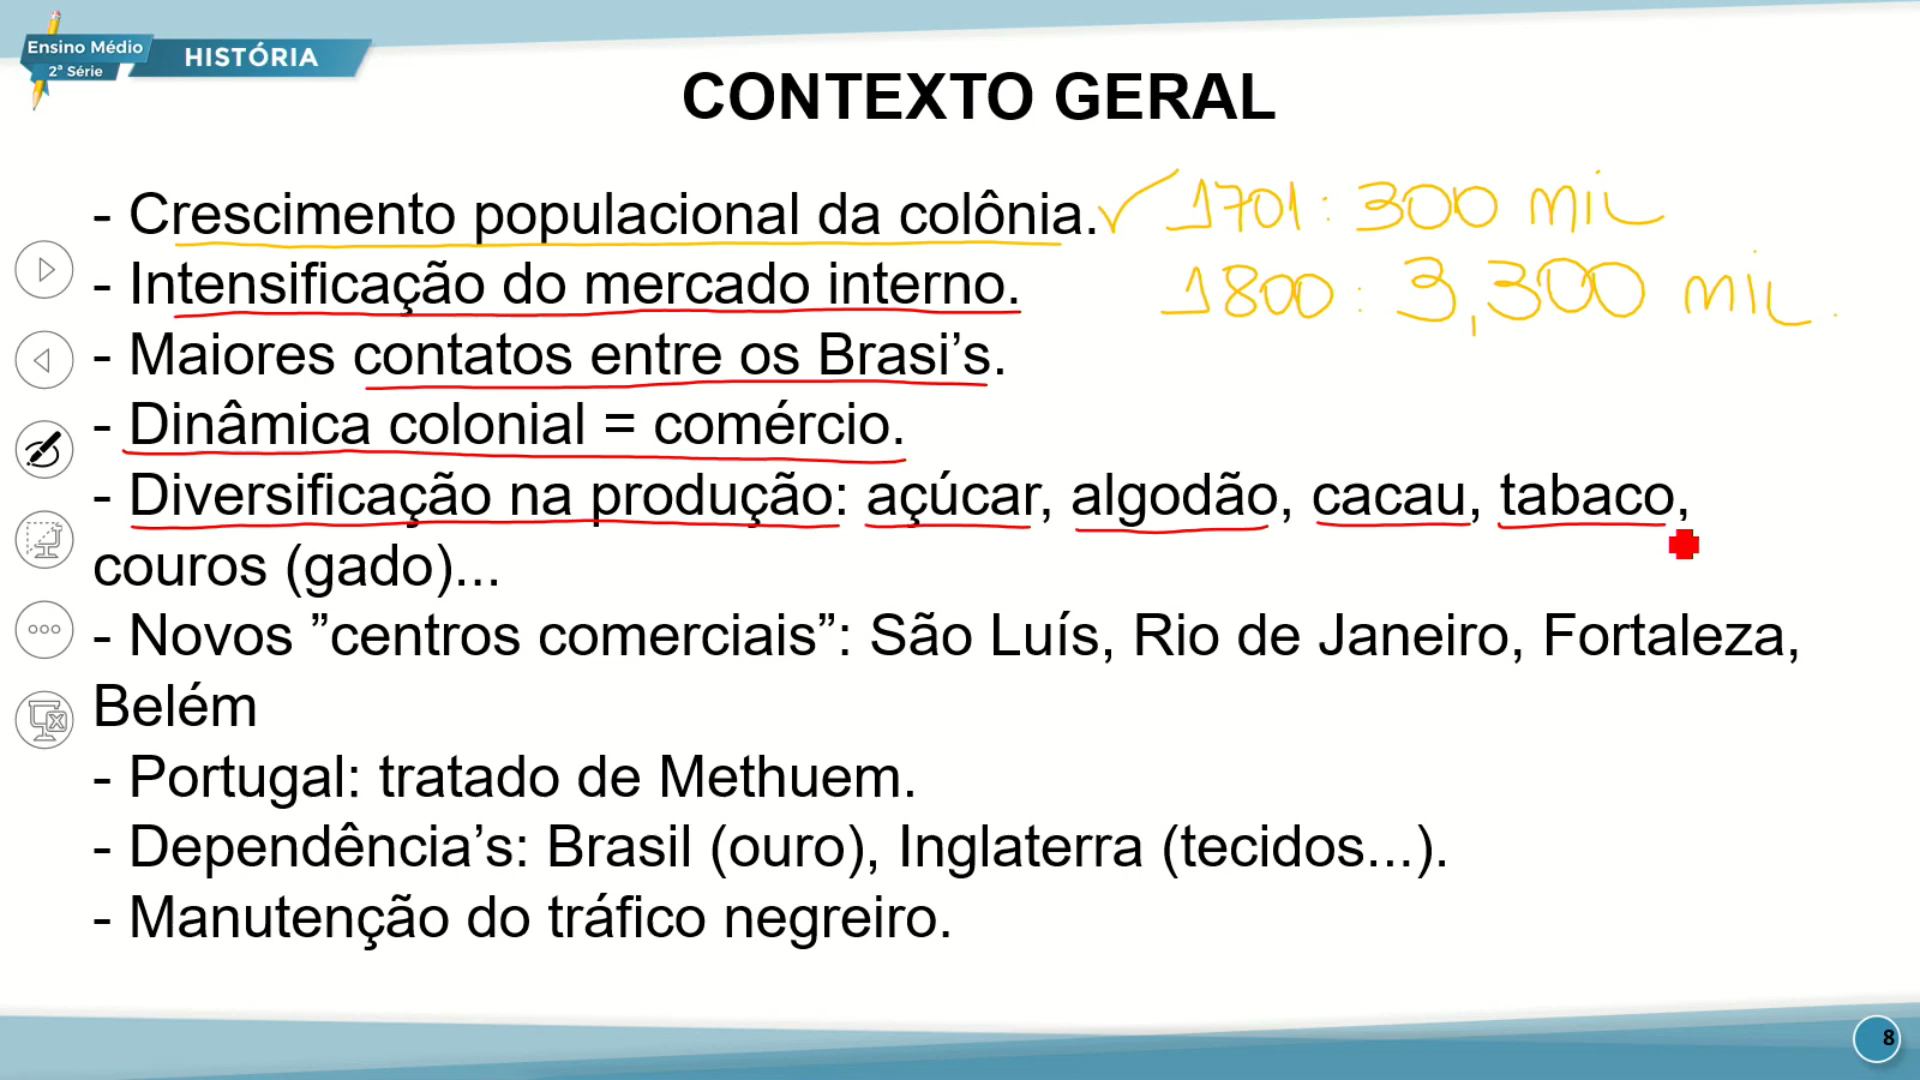 Ensino Médio
2ª Série
HISTÓRIA
CONTEXTO GERAL
- Crescimento populacional da colônia. 1701: 300 MIL
1800: 3,300 MIL.
- Intensificação do mercado interno.
- Maiores contatos entre os Brasi’s.
- Dinâmica colonial = comércio.
- Diversificação na produção: açúcar, algodão, cacau, tabaco,
couros (gado)...
- Novos ”centros comerciais”: São Luís, Rio de Janeiro, Fortaleza,
Belém
- Portugal: tratado de Methuem.
- Dependência’s: Brasil (ouro), Inglaterra (tecidos...).
- Manutenção do tráfico negreiro.
8